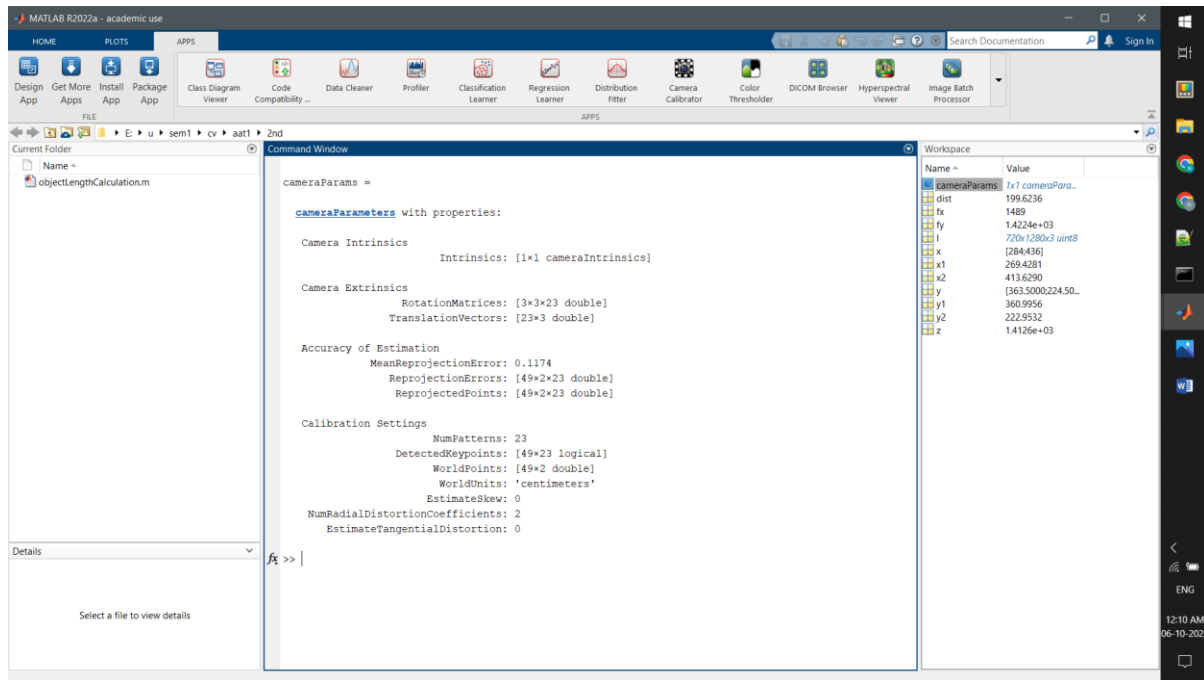 MATLAB R2022a - academic use
HOME PLOTS APPS Search Documentation Sign In
Design App
Get More Apps
Install App
Package App
Class Diagram Viewer
Code Compatibility ...
Data Cleaner
Profiler
Classification Learner
Regression Learner
Distribution Fitter
Camera Calibrator
Color Thresholder
DICOM Browser
Hyperspectral Viewer
Image Batch Processor
FILE APPS
E: u sem1 cv aat1 2nd
Current Folder
Name
objectLengthCalculation.m
Details
Select a file to view details
Command Window
cameraParams =
cameraParameters with properties:
Camera Intrinsics
Intrinsics: [1×1 cameraIntrinsics]
Camera Extrinsics
RotationMatrices: [3×3×23 double]
TranslationVectors: [23×3 double]
Accuracy of Estimation
MeanReprojectionError: 0.1174
ReprojectionErrors: [49×2×23 double]
ReprojectedPoints: [49×2×23 double]
Calibration Settings
NumPatterns: 23
DetectedKeypoints: [49×23 logical]
WorldPoints: [49×2 double]
WorldUnits: 'centimeters'
EstimateSkew: 0
NumRadialDistortionCoefficients: 2
EstimateTangentialDistortion: 0
fx >>
Workspace
Name Value
cameraParams 1x1 cameraPara...
dist 199.6236
fx 1489
fy 1.4224e+03
I 720x1280x3 uint8
x [284;436]
x1 269.4281
x2 413.6290
y [363.5000;224.50...
y1 360.9956
y2 222.9532
z 1.4126e+03
ENG
12:10 AM
06-10-202